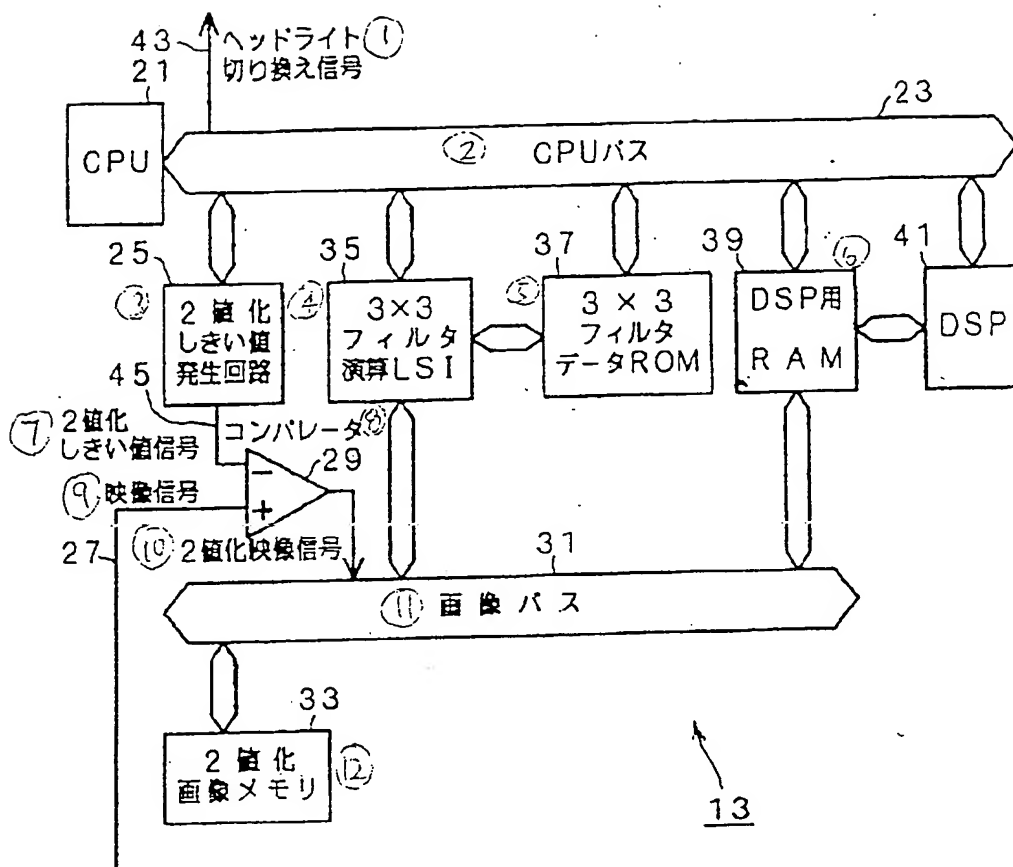 43 ヘッドライト ①
切り換え信号
21
23
CPU
② CPUバス
25
35
37
39
⑥
41
③ 2値化
しきい値
発生回路
④ 3×3
フィルタ
演算LSI
⑤ 3×3
フィルタ
データROM
DSP用
RAM
DSP
45
⑦ 2値化
しきい値信号
コンパレータ ⑧
29
−
+
⑨ 映像信号
27
⑩ 2値化映像信号
31
⑪ 画像バス
33
2値化
画像メモリ ⑫
13